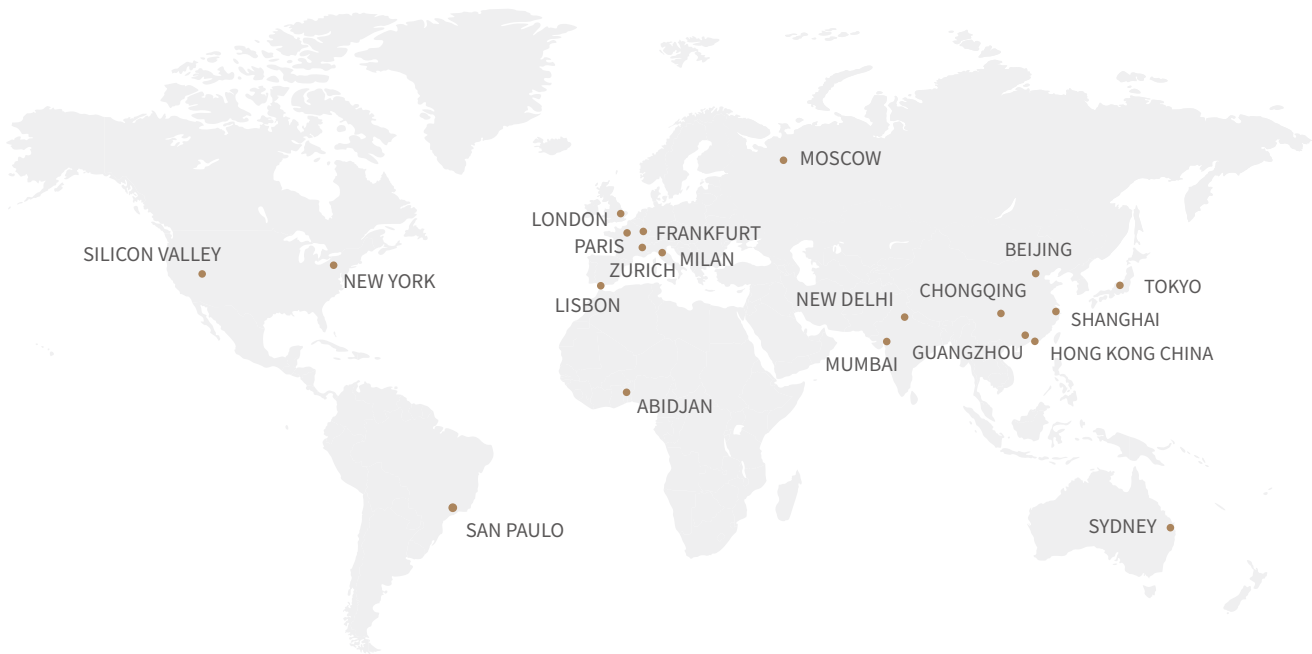 MOSCOW
LONDON
FRANKFURT
PARIS
SILICON VALLEY
BEIJING
MILAN
ZURICH
NEW YORK
TOKYO
CHONGQING
NEW DELHI
LISBON
SHANGHAI
GUANGZHOU
HONG KONG CHINA
MUMBAI
ABIDJAN
SYDNEY
SAN PAULO